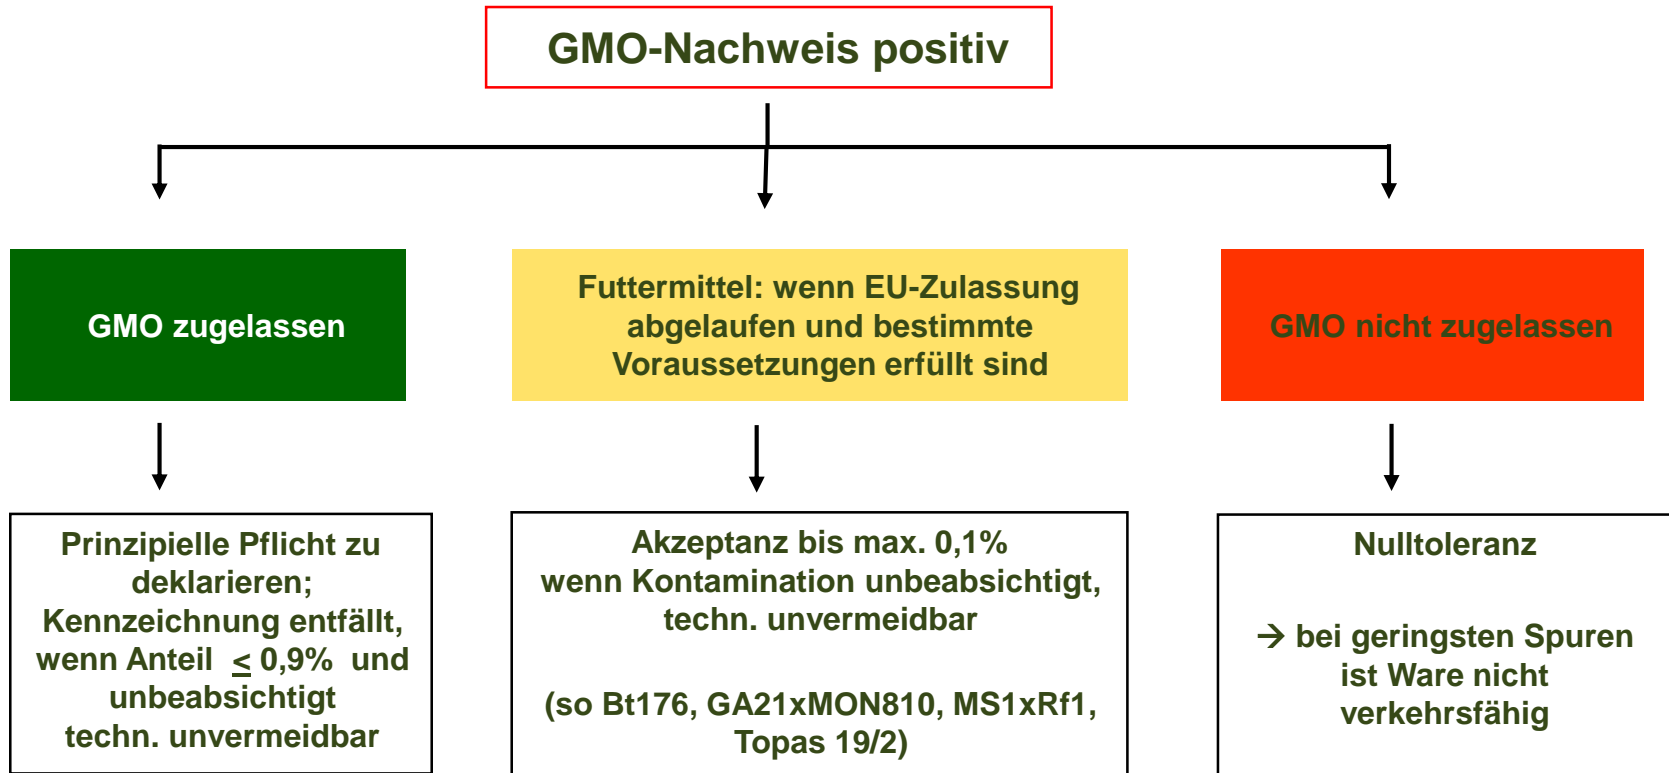 GMO-Nachweis positiv
GMO zugelassen
Futtermittel: wenn EU-Zulassung
abgelaufen und bestimmte
Voraussetzungen erfüllt sind
GMO nicht zugelassen
Prinzipielle Pflicht zu
deklarieren;
Kennzeichnung entfällt,
wenn Anteil ≤ 0,9% und
unbeabsichtigt
techn. unvermeidbar
Akzeptanz bis max. 0,1%
wenn Kontamination unbeabsichtigt,
techn. unvermeidbar
(so Bt176, GA21xMON810, MS1xRf1,
Topas 19/2)
Nulltoleranz
→ bei geringsten Spuren
ist Ware nicht
verkehrsfähig